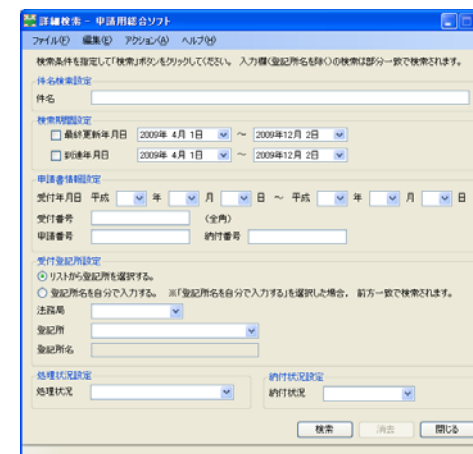 詳細検索 - 申請用総合ソフト
ファイル(F) 編集(E) アクション(A) ヘルプ(H)
検索条件を指定して「検索」ボタンをクリックしてください。 入力欄(登記所名を除く)の検索は部分一致で検索されます。
件名検索設定
件名
検索期間設定
最終更新年月日 2009年 4月 1日 ～ 2009年12月 2日
到達年月日 2009年 4月 1日 ～ 2009年12月 2日
申請書情報設定
受付年月日 平成 年 月 日 ～ 平成 年 月 日
受付番号 (全角)
申請番号 納付番号
受付登記所設定
リストから登記所を選択する。
登記所名を自分で入力する。 ※「登記所名を自分で入力する」を選択した場合、前方一致で検索されます。
法務局
登記所
登記所名
処理状況設定 納付状況設定
処理状況 納付状況
検索 消去 閉じる